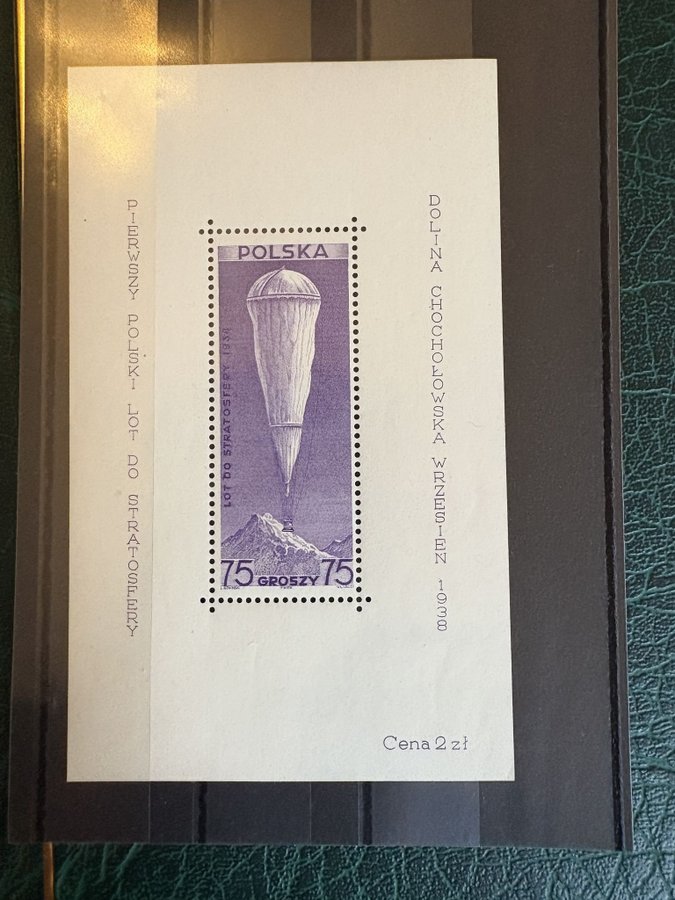 PIERWSZY POLSKI LOT DO STRATOSFERY
POLSKA
LOT DO STRATOSFERY 1938
75 GROSZY 75
DOLINA CHOCHOŁOWSKA WRZESIEŃ 1938
Cena 2 zł